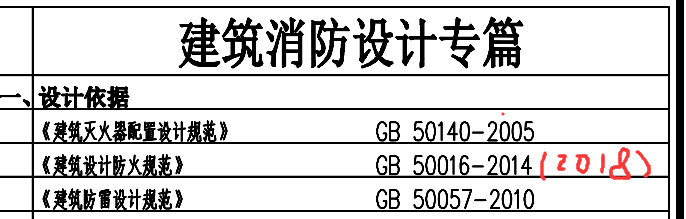 建筑消防设计专篇
一、设计依据
《建筑灭火器配置设计规范》 GB 50140-2005
《建筑设计防火规范》 GB 50016-2014(2018)
《建筑防雷设计规范》 GB 50057-2010